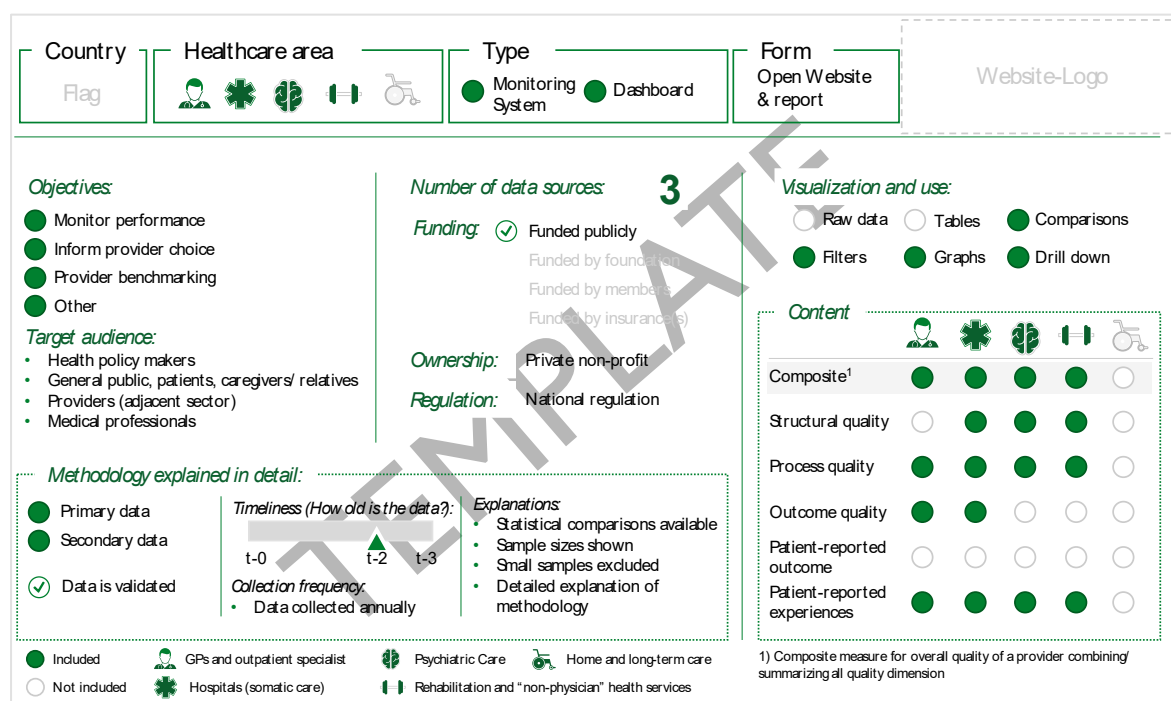 Country
Flag
Healthcare area
Type
Monitoring
System
Dashboard
Form
Open Website
& report
Website-Logo
TEMPLATE
Objectives:
Monitor performance
Inform provider choice
Provider benchmarking
Other
Target audience:
• Health policy makers
• General public, patients, caregivers/ relatives
• Providers (adjacent sector)
• Medical professionals
Number of data sources: 3
Funding: Funded publicly
Funded by foundation
Funded by members
Funded by insurance(s)
Ownership: Private non-profit
Regulation: National regulation
Visualization and use:
Raw data Tables Comparisons
Filters Graphs Drill down
Content
Composite1
Structural quality
Process quality
Outcome quality
Patient-reported
outcome
Patient-reported
experiences
1) Composite measure for overall quality of a provider combining/
summarizing all quality dimension
Methodology explained in detail:
Primary data
Secondary data
Data is validated
Timeliness (How old is the data?):
t-0 t-2 t-3
Collection frequency:
• Data collected annually
Explanations:
• Statistical comparisons available
• Sample sizes shown
• Small samples excluded
• Detailed explanation of
methodology
Included GPs and outpatient specialist Psychiatric Care Home and long-term care
Not included Hospitals (somatic care) Rehabilitation and “non-physician” health services